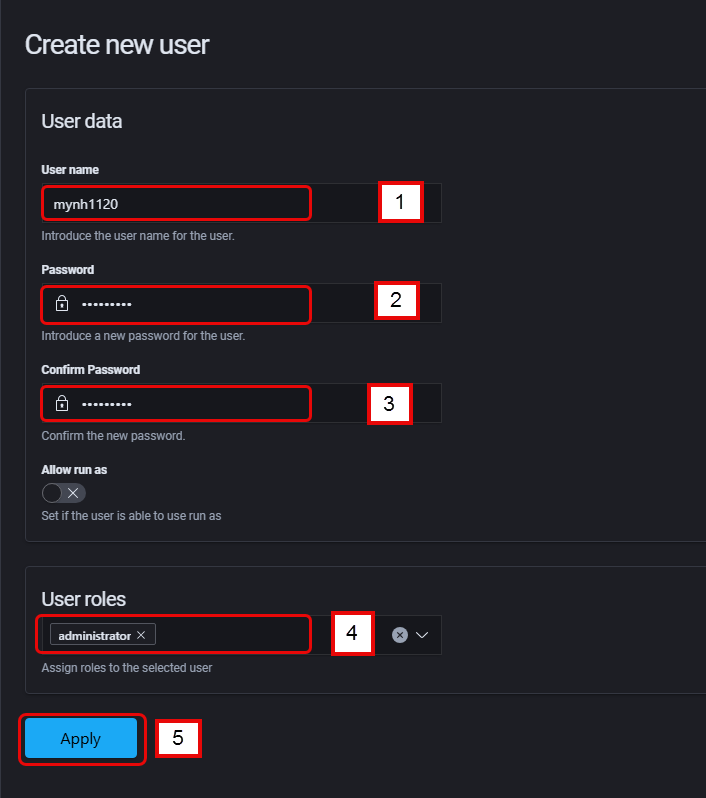 Create new user
User data
User name
mynh1120
1
Introduce the user name for the user.
Password
•••••••••
2
Introduce a new password for the user.
Confirm Password
•••••••••
3
Confirm the new password.
Allow run as
Set if the user is able to use run as
User roles
administrator
4
Assign roles to the selected user
Apply
5